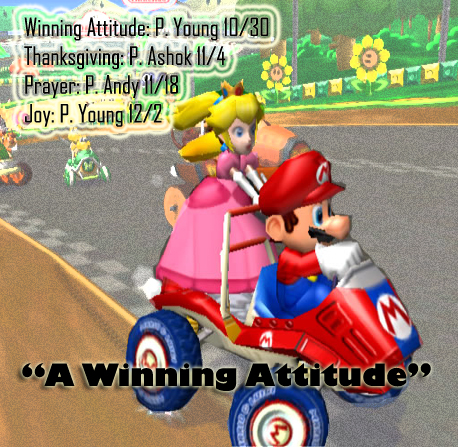 Winning Attitude: P. Young 10/30
Thanksgiving: P. Ashok 11/4
Prayer: P. Andy 11/18
Joy: P. Young 12/2
M
M
M
“A Winning Attitude”